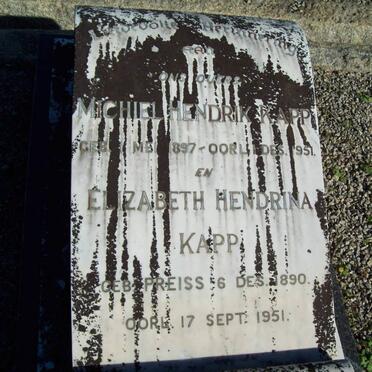 MICHIEL HENDRIK KAPP
GEB. MEI 1897 - OORL. DES. 1951.
EN
ELIZABETH HENDRINA
KAPP
GEB. PREISS 6 DES. 1890.
OORL. 17 SEPT. 1951.